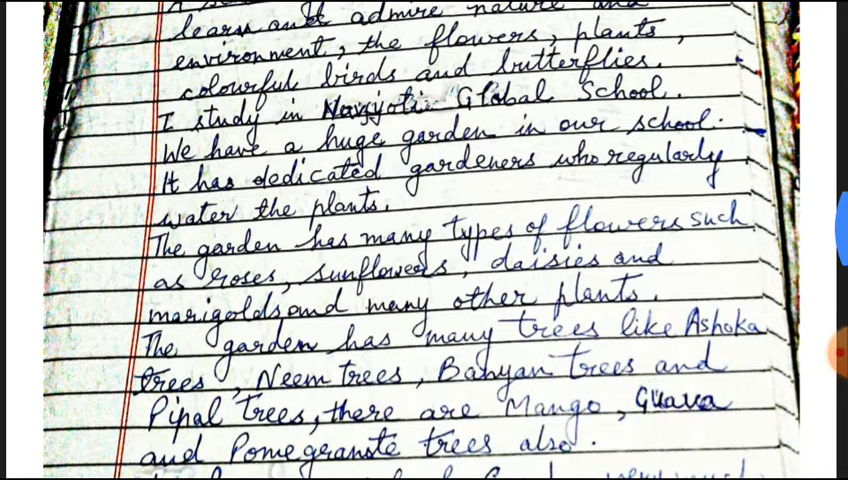 learn and admire nature and
environment, the flowers, plants,
colourful birds and butterflies.
I study in Navjyoti Global School.
We have a huge garden in our school.
It has dedicated gardeners who regularly
water the plants.
The garden has many types of flowers such
as roses, sunflowers, daisies and
marigolds and many other plants.
The garden has many trees like Ashoka
trees, Neem trees, Banyan trees and
Pipal trees, there are Mango, Guava
and Pomegranate trees also.